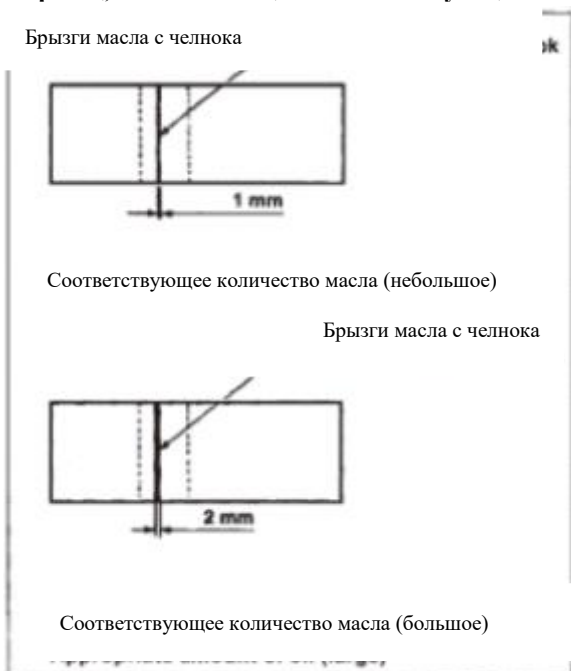 Брызги масла с челнока
1 mm
Соответствующее количество масла (небольшое)
Брызги масла с челнока
2 mm
Соответствующее количество масла (большое)